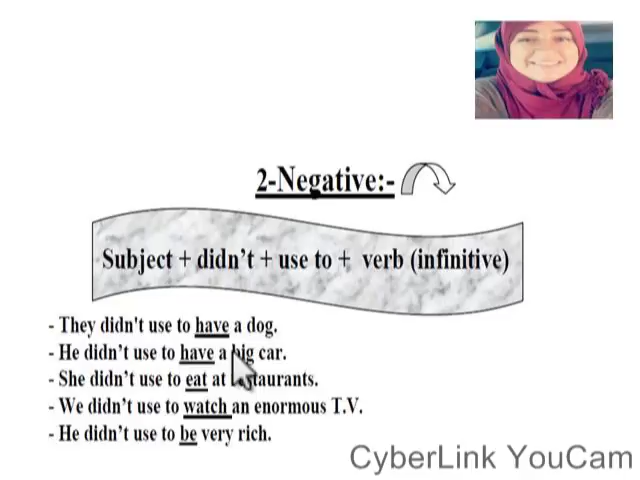 2-Negative:-
Subject + didn’t + use to + verb (infinitive)
- They didn't use to have a dog.
- He didn’t use to have a big car.
- She didn’t use to eat at restaurants.
- We didn’t use to watch an enormous T.V.
- He didn’t use to be very rich.
CyberLink YouCam